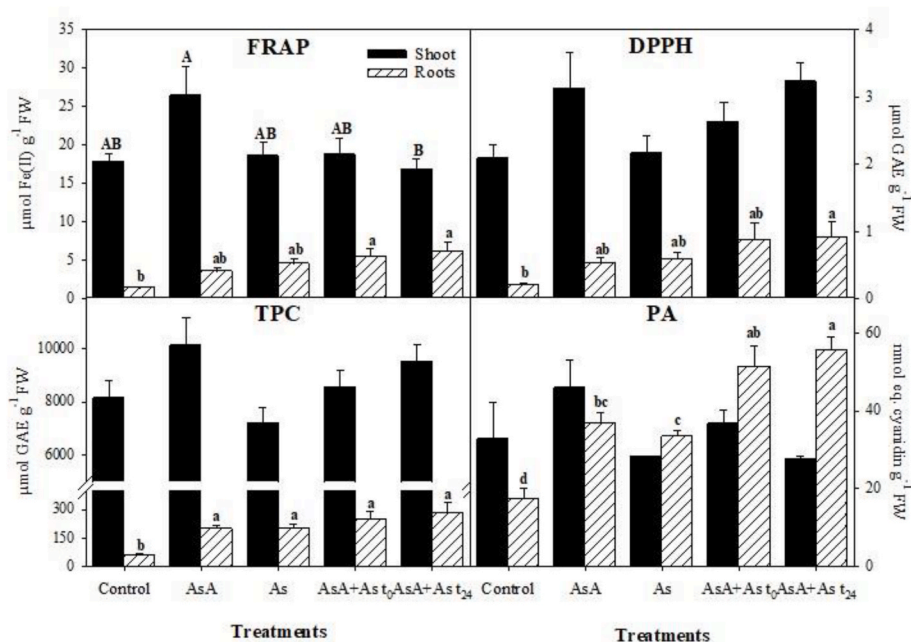 FRAP
Shoot
Roots
35
30
25
20
15
10
5
0
µmol Fe(II) g-1 FW
AB
A
AB
AB
B
b
ab
ab
a
a
DPPH
4
3
2
1
0
µmol GAE g-1 FW
b
ab
ab
ab
a
TPC
10000
8000
6000
300
150
0
µmol GAE g-1 FW
b
a
a
a
a
PA
60
40
20
0
nmol eq. cyanidin g-1 FW
d
bc
c
ab
a
Control AsA As AsA+As t0 AsA+As t24
Control AsA As AsA+As t0 AsA+As t24
Treatments
Treatments